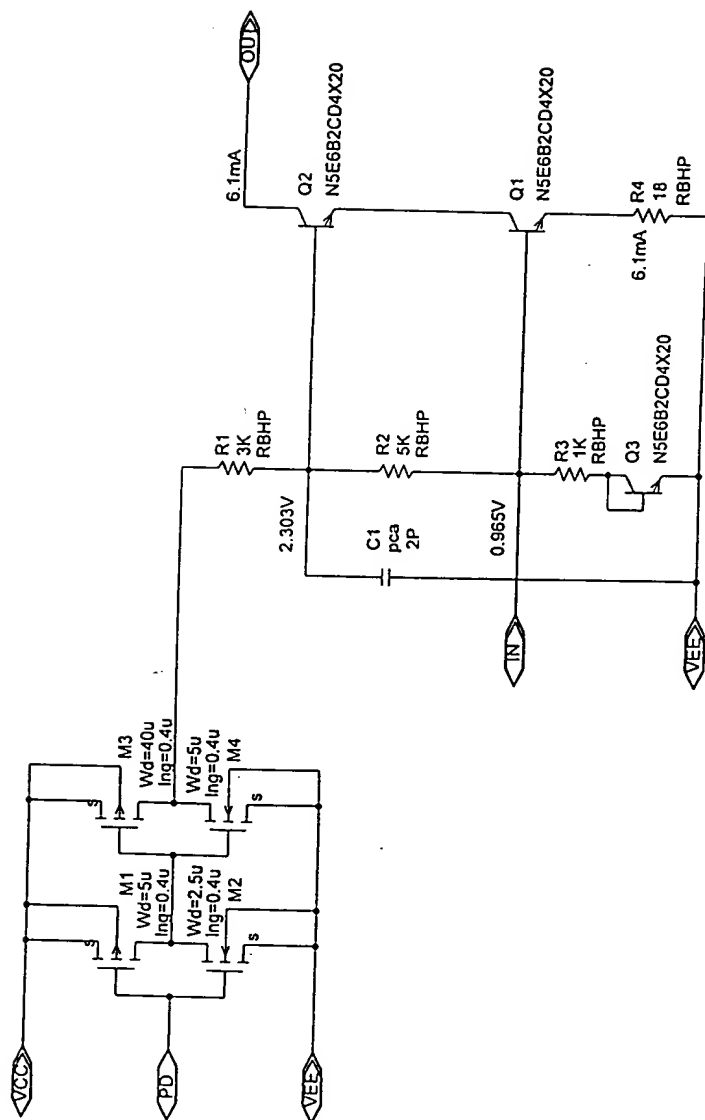 VCC
PD
VEE
s
M1
Wd=5u
lng=0.4u
Wd=2.5u
lng=0.4u
M2
s
s
M3
Wd=40u
lng=0.4u
Wd=5u
lng=0.4u
M4
s
R1
3K
RBHP
2.303V
C1
pca
2P
R2
5K
RBHP
0.965V
IN
R3
1K
RBHP
Q3
N5E6B2CD4X20
VEE
OUT
6.1mA
Q2
N5E6B2CD4X20
Q1
N5E6B2CD4X20
6.1mA
R4
18
RBHP